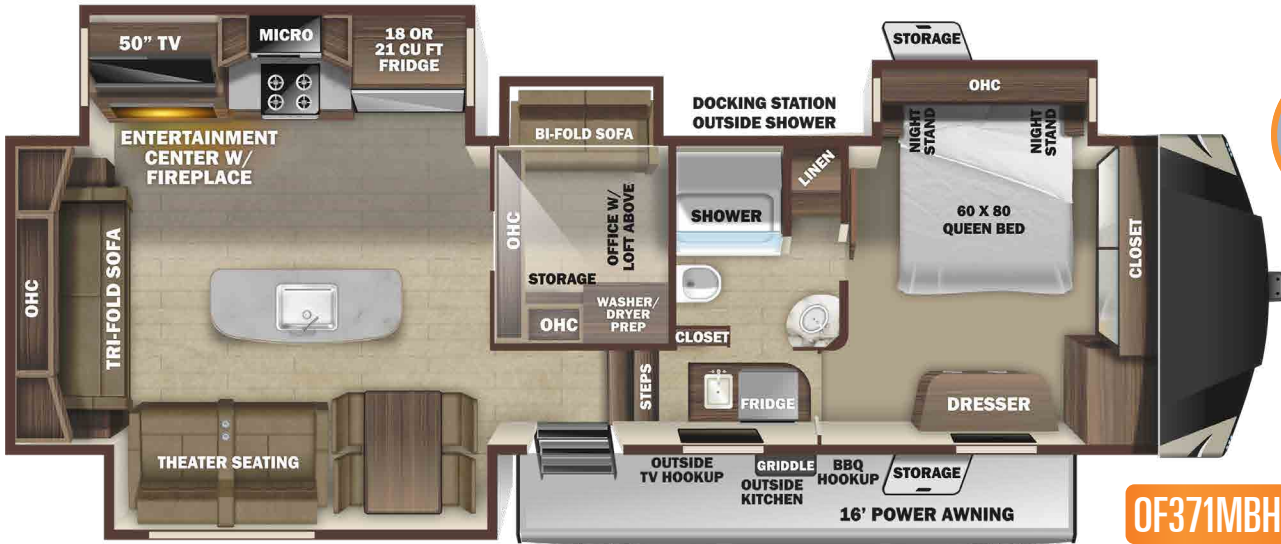 50" TV
MICRO
18 OR
21 CU FT
FRIDGE
ENTERTAINMENT
CENTER W/
FIREPLACE
OHC
TRI-FOLD SOFA
THEATER SEATING
BI-FOLD SOFA
OHC
OFFICE W/
LOFT ABOVE
STORAGE
OHC
WASHER/
DRYER
PREP
STEPS
DOCKING STATION
OUTSIDE SHOWER
SHOWER
LINEN
CLOSET
FRIDGE
STORAGE
OHC
NIGHT
STAND
NIGHT
STAND
60 X 80
QUEEN BED
CLOSET
DRESSER
OUTSIDE
TV HOOKUP
GRIDDLE
OUTSIDE
KITCHEN
BBQ
HOOKUP
STORAGE
16' POWER AWNING
OF371MBH